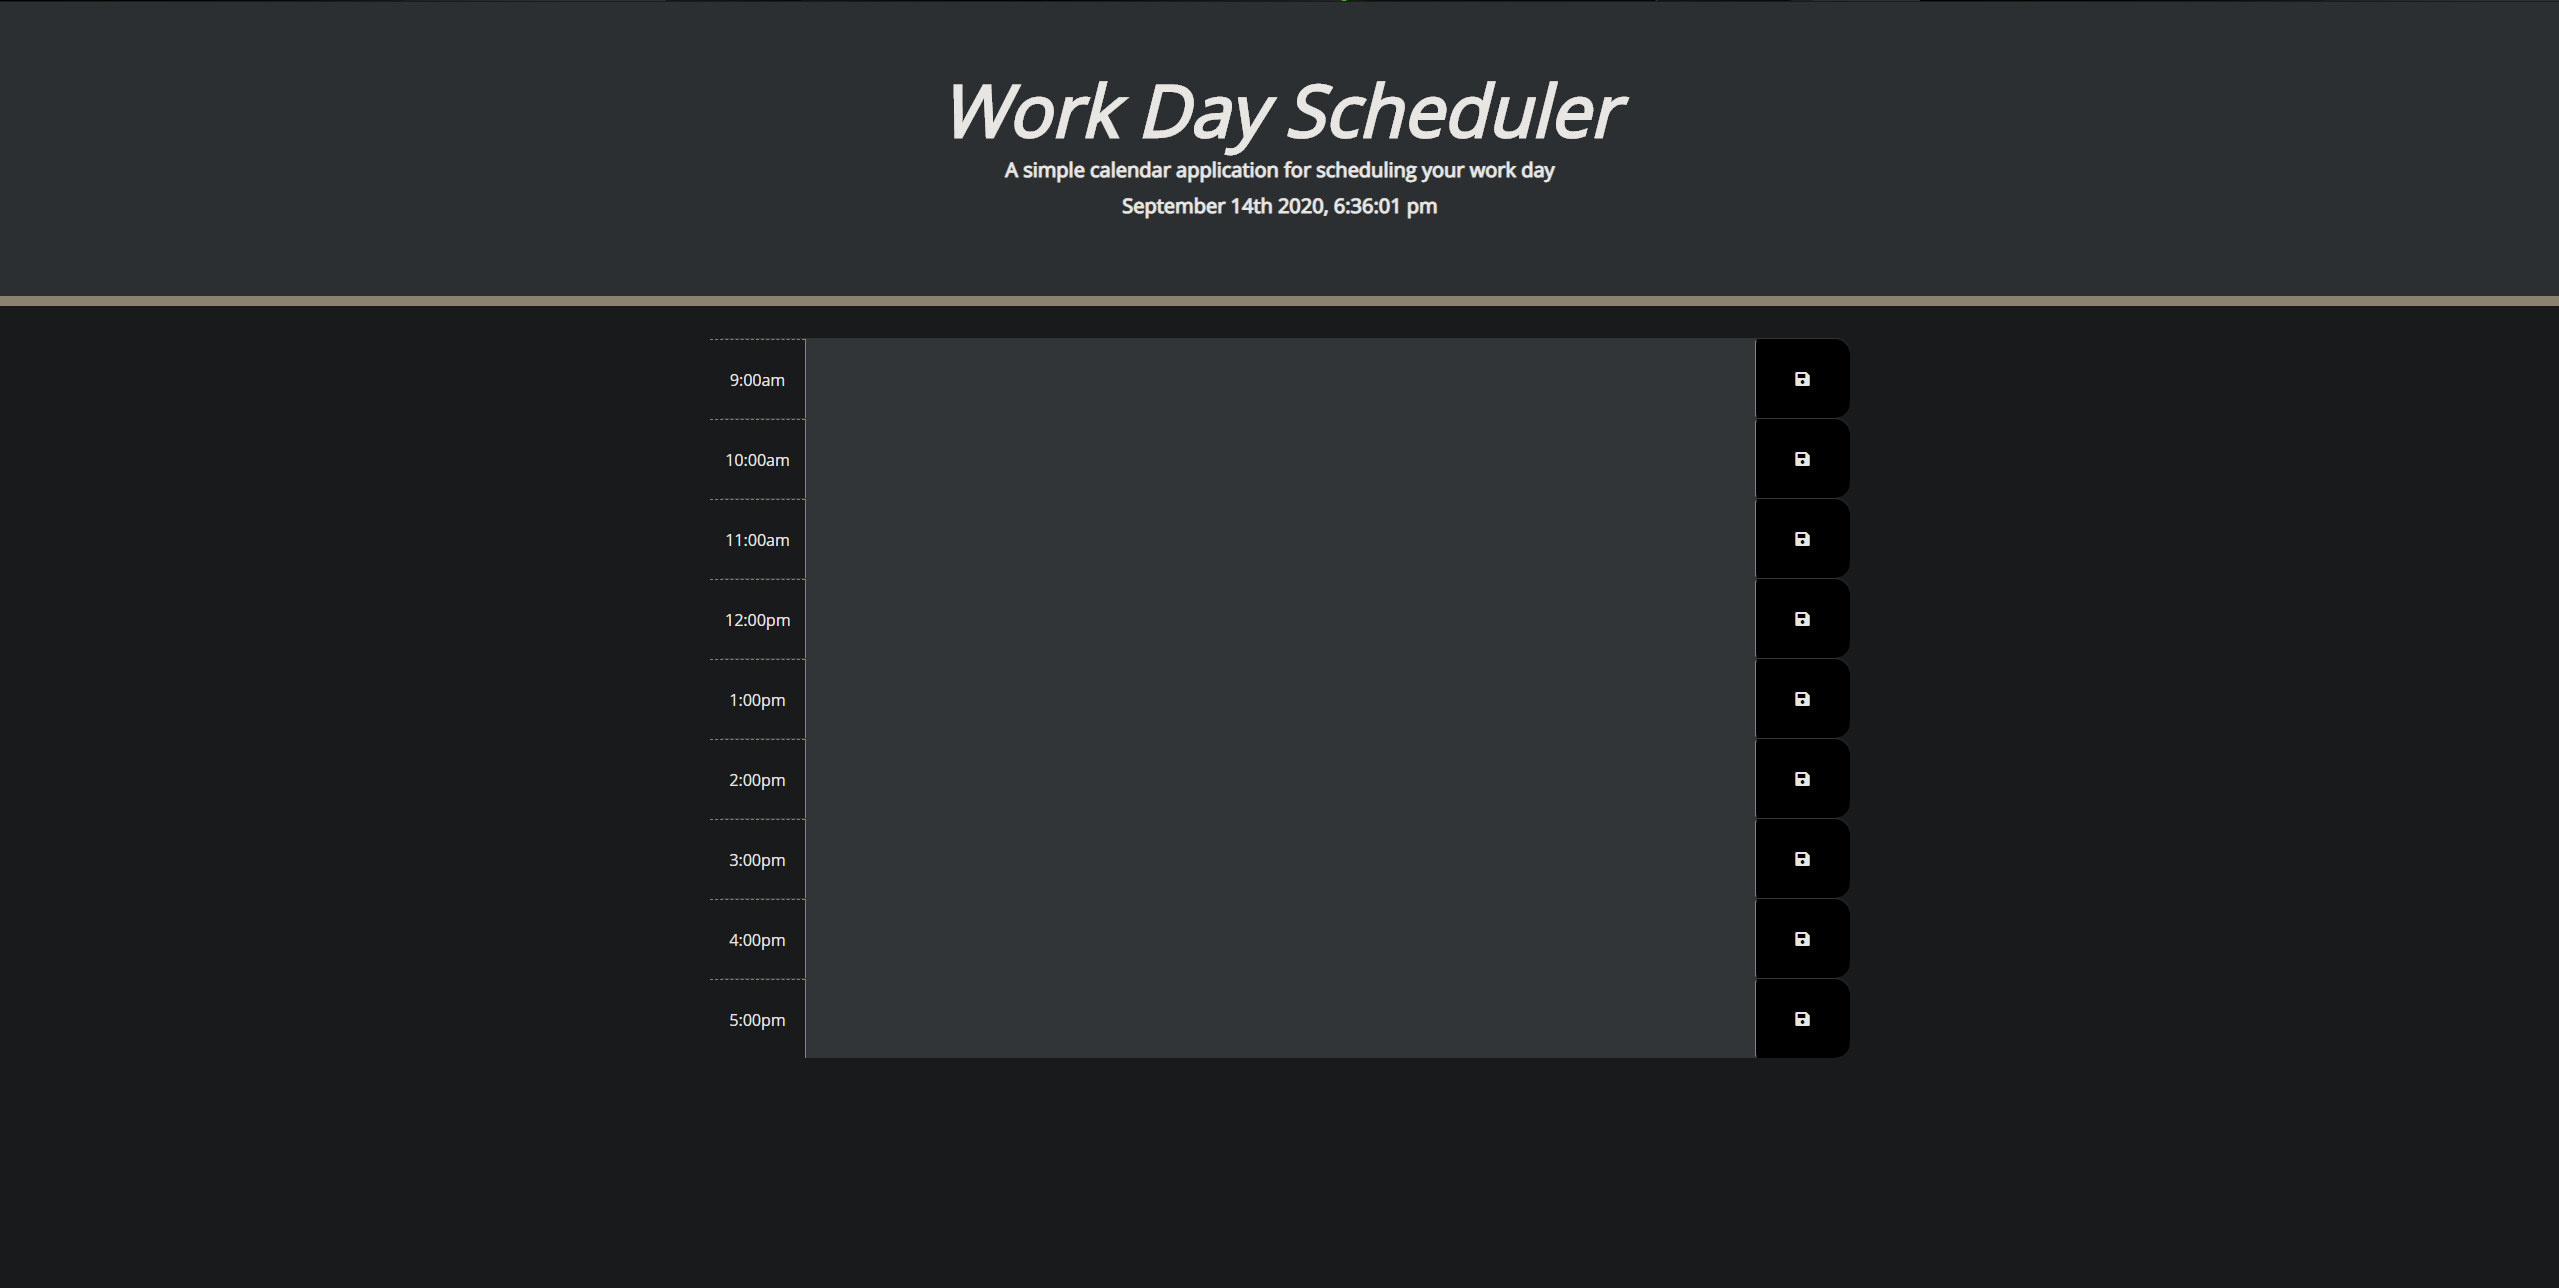 Work Day Scheduler
A simple calendar application for scheduling your work day
September 14th 2020, 6:36:01 pm
9:00am
10:00am
11:00am
12:00pm
1:00pm
2:00pm
3:00pm
4:00pm
5:00pm